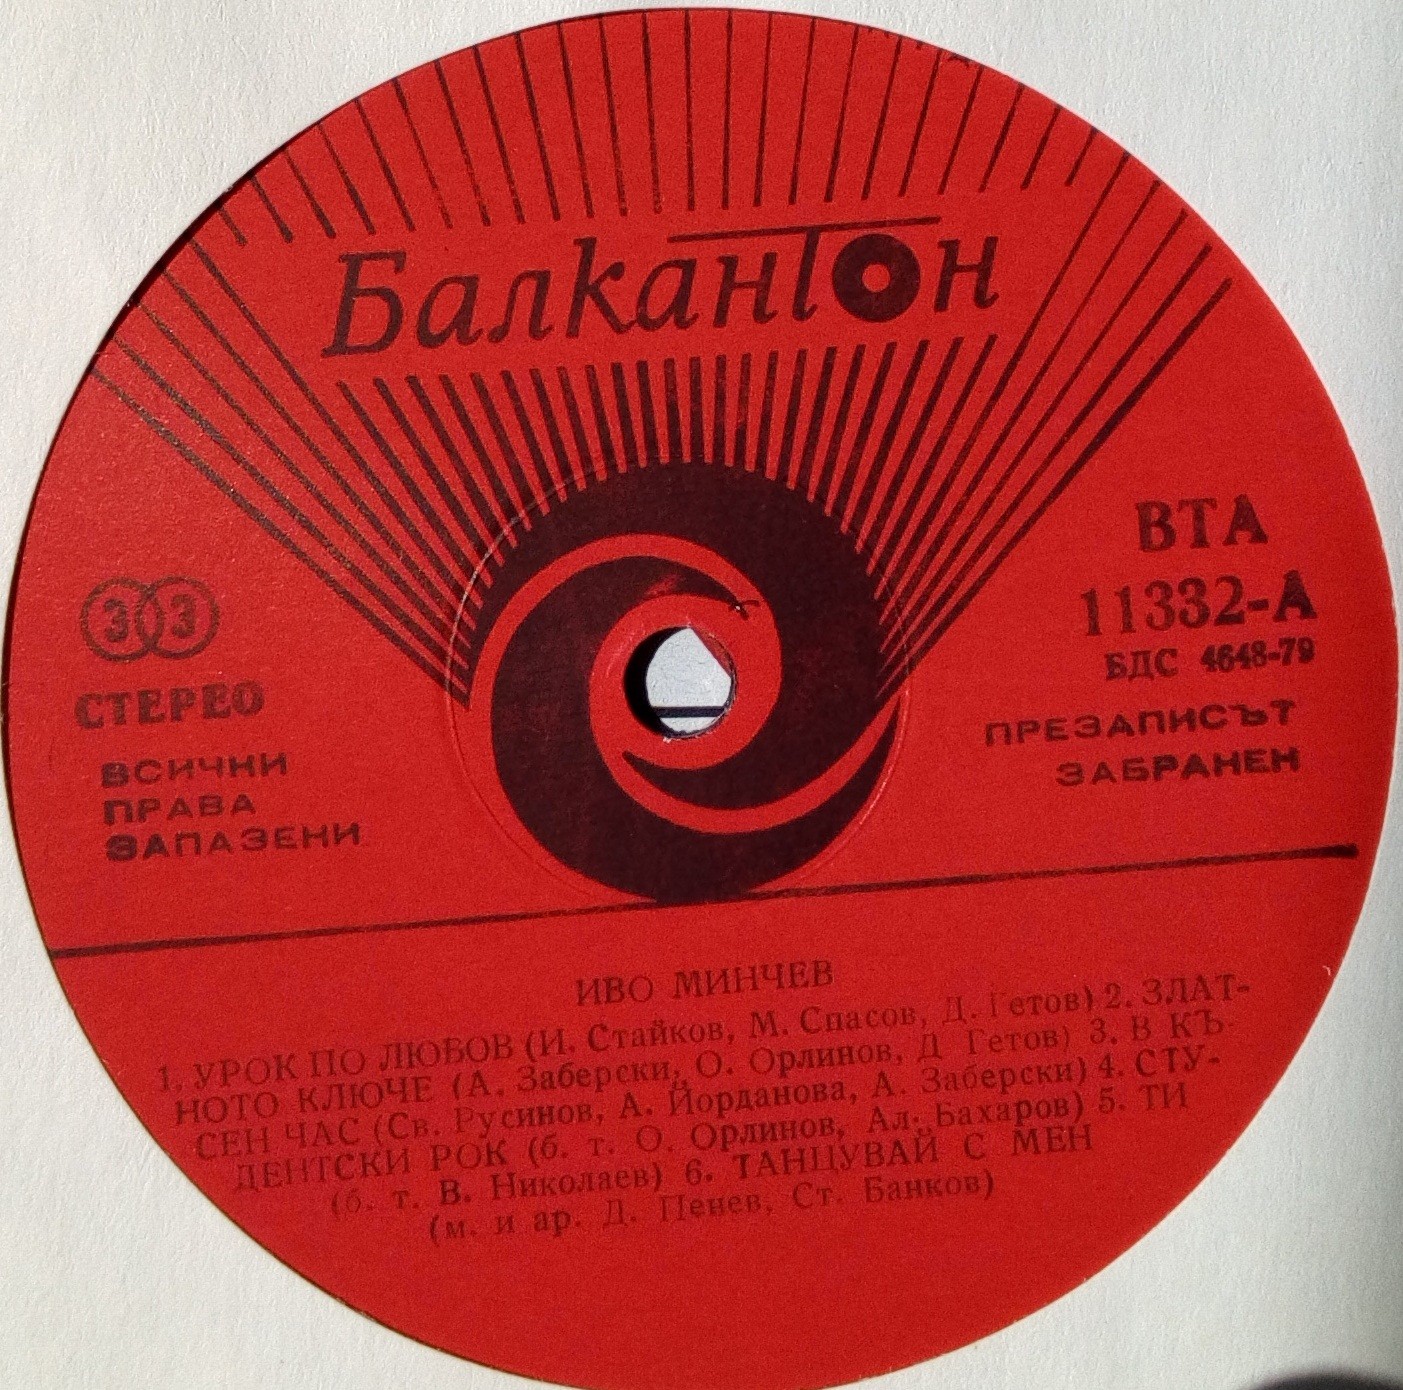 Балкантон
ВТА
11332-А
БДС 4648-79
ПРЕЗАПИСЪТ
ЗАБРАНЕН
33
СТЕРЕО
ВСИЧНИ
ПРАВА
ЗАПАЗЕНИ
ИВО МИНЧЕВ
1. УРОК ПО ЛЮБОВ (И. Стайков, М. Спасов, Д. Гетов) 2. ЗЛАТ-
НОТО КЛЮЧЕ (А. Заберски, О. Орлинов, Д Гетов) 3. В КЪ-
СЕН ЧАС (Св. Русинов, А. Йорданова, А. Заберски) 4. СТУ-
ДЕНТСКИ РОК (б. т. О. Орлинов, Ал. Бахаров) 5. ТИ
(б. т. В. Николаев) 6. ТАНЦУВАЙ С МЕН
(м. и ар. Д. Пенев, Ст. Банков)